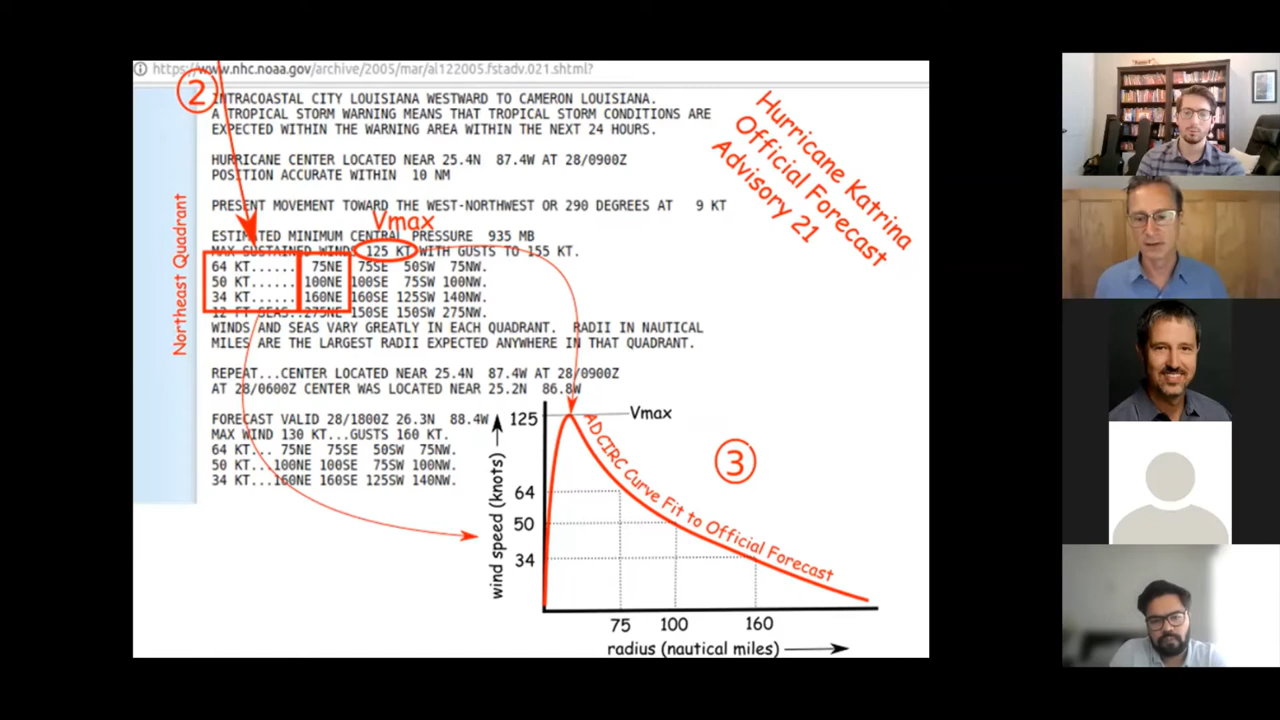 https://www.nhc.noaa.gov/archive/2005/mar/al122005.fstadv.021.shtml?
2
INTRACOASTAL CITY LOUISIANA WESTWARD TO CAMERON LOUISIANA.
A TROPICAL STORM WARNING MEANS THAT TROPICAL STORM CONDITIONS ARE
EXPECTED WITHIN THE WARNING AREA WITHIN THE NEXT 24 HOURS.
HURRICANE CENTER LOCATED NEAR 25.4N 87.4W AT 28/0900Z
POSITION ACCURATE WITHIN 10 NM
PRESENT MOVEMENT TOWARD THE WEST-NORTHWEST OR 290 DEGREES AT 9 KT
Vmax
ESTIMATED MINIMUM CENTRAL PRESSURE 935 MB
MAX SUSTAINED WINDS 125 KT WITH GUSTS TO 155 KT.
64 KT...... 75NE 75SE 50SW 75NW.
50 KT...... 100NE 100SE 75SW 100NW.
34 KT...... 160NE 160SE 125SW 140NW.
12 FT SEAS..275NE 150SE 150SW 275NW.
WINDS AND SEAS VARY GREATLY IN EACH QUADRANT. RADII IN NAUTICAL
MILES ARE THE LARGEST RADII EXPECTED ANYWHERE IN THAT QUADRANT.
REPEAT...CENTER LOCATED NEAR 25.4N 87.4W AT 28/0900Z
AT 28/0600Z CENTER WAS LOCATED NEAR 25.2N 86.8W
FORECAST VALID 28/1800Z 26.3N 88.4W
MAX WIND 130 KT...GUSTS 160 KT.
64 KT... 75NE 75SE 50SW 75NW.
50 KT...100NE 100SE 75SW 100NW.
34 KT...160NE 160SE 125SW 140NW.
Northeast Quadrant
Hurricane Katrina
Official Forecast
Advisory 21
3
Vmax
ADCIRC Curve Fit to Official Forecast
wind speed (knots)
125
64
50
34
75 100 160
radius (nautical miles)